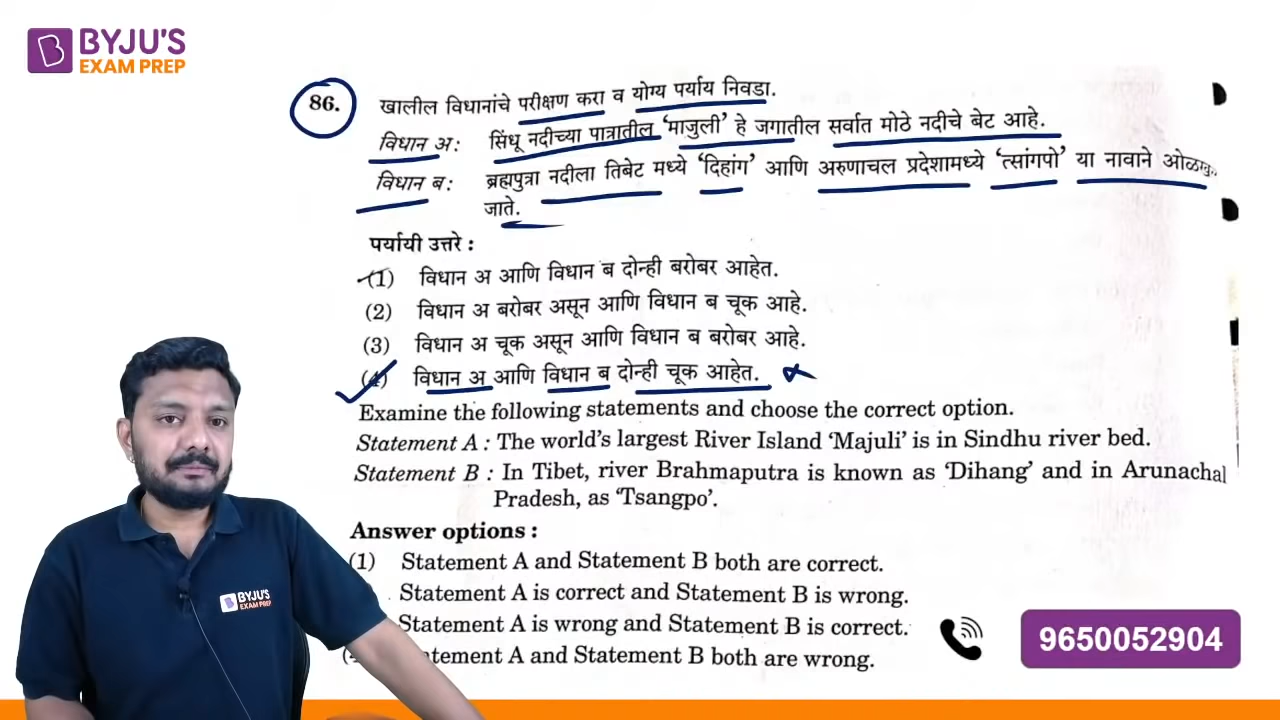 BYJU'S
EXAM PREP
86. खालील विधानांचे परीक्षण करा व योग्य पर्याय निवडा.
विधान अ: सिंधू नदीच्या पात्रातील 'माजुली' हे जगातील सर्वात मोठे नदीचे बेट आहे.
विधान ब: ब्रह्मपुत्रा नदीला तिबेट मध्ये 'दिहांग' आणि अरुणाचल प्रदेशामध्ये 'त्सांगपो' या नावाने
जाते.
पर्यायी उत्तरे :
(1) विधान अ आणि विधान ब दोन्ही बरोबर आहेत.
(2) विधान अ बरोबर असून आणि विधान ब चूक आहे.
(3) विधान अ चूक असून आणि विधान ब बरोबर आहे.
(4) विधान अ आणि विधान ब दोन्ही चूक आहेत.
Examine the following statements and choose the correct option.
Statement A : The world's largest River Island 'Majuli' is in Sindhu river bed.
Statement B : In Tibet, river Brahmaputra is known as 'Dihang' and in Arunachal
Pradesh, as 'Tsangpo'.
Answer options :
(1) Statement A and Statement B both are correct.
Statement A is correct and Statement B is wrong.
Statement A is wrong and Statement B is correct.
A and Statement B both are wrong.
BYJU'S
EXAM PREP
9650052904